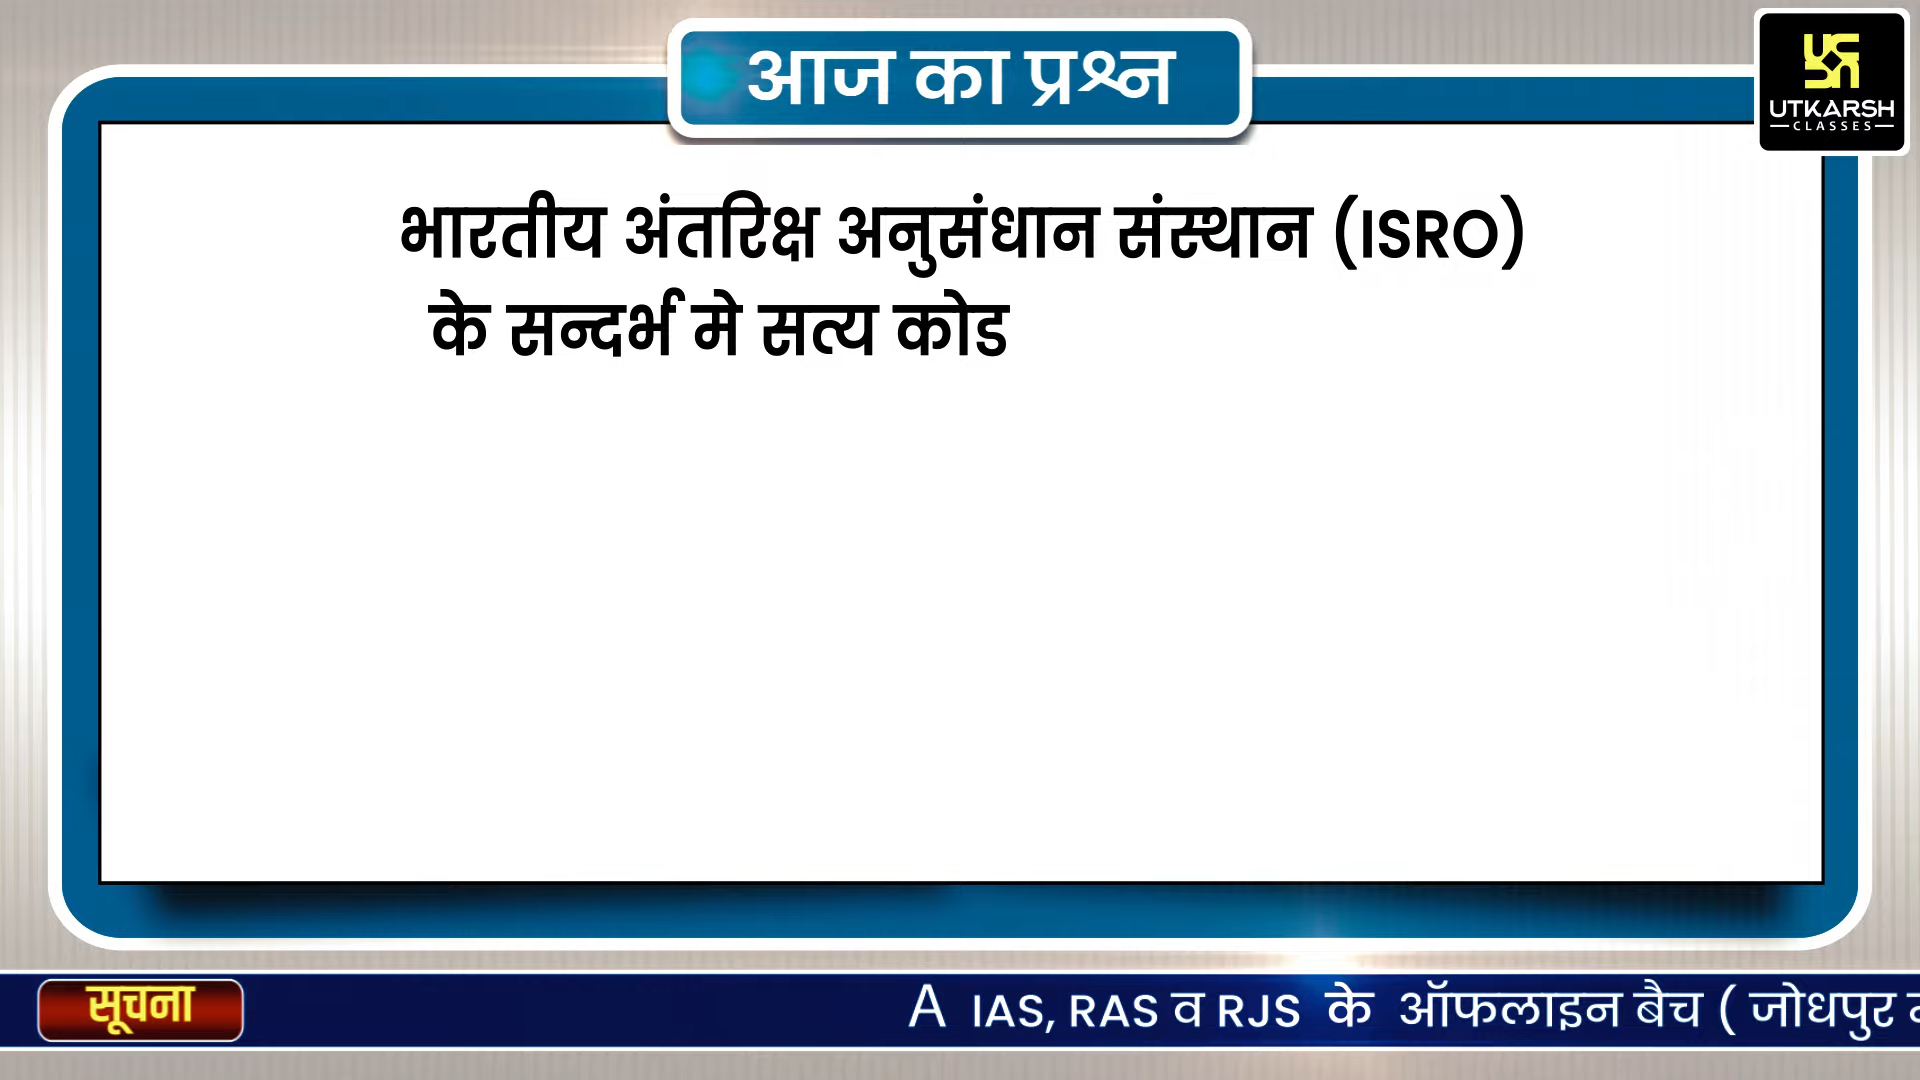 आज का प्रश्न
UTKARSH
CLASSES
भारतीय अंतरिक्ष अनुसंधान संस्थान (ISRO)
के सन्दर्भ मे सत्य कोड
सूचना
A IAS, RAS व RJS के ऑफलाइन बैच ( जोधपुर